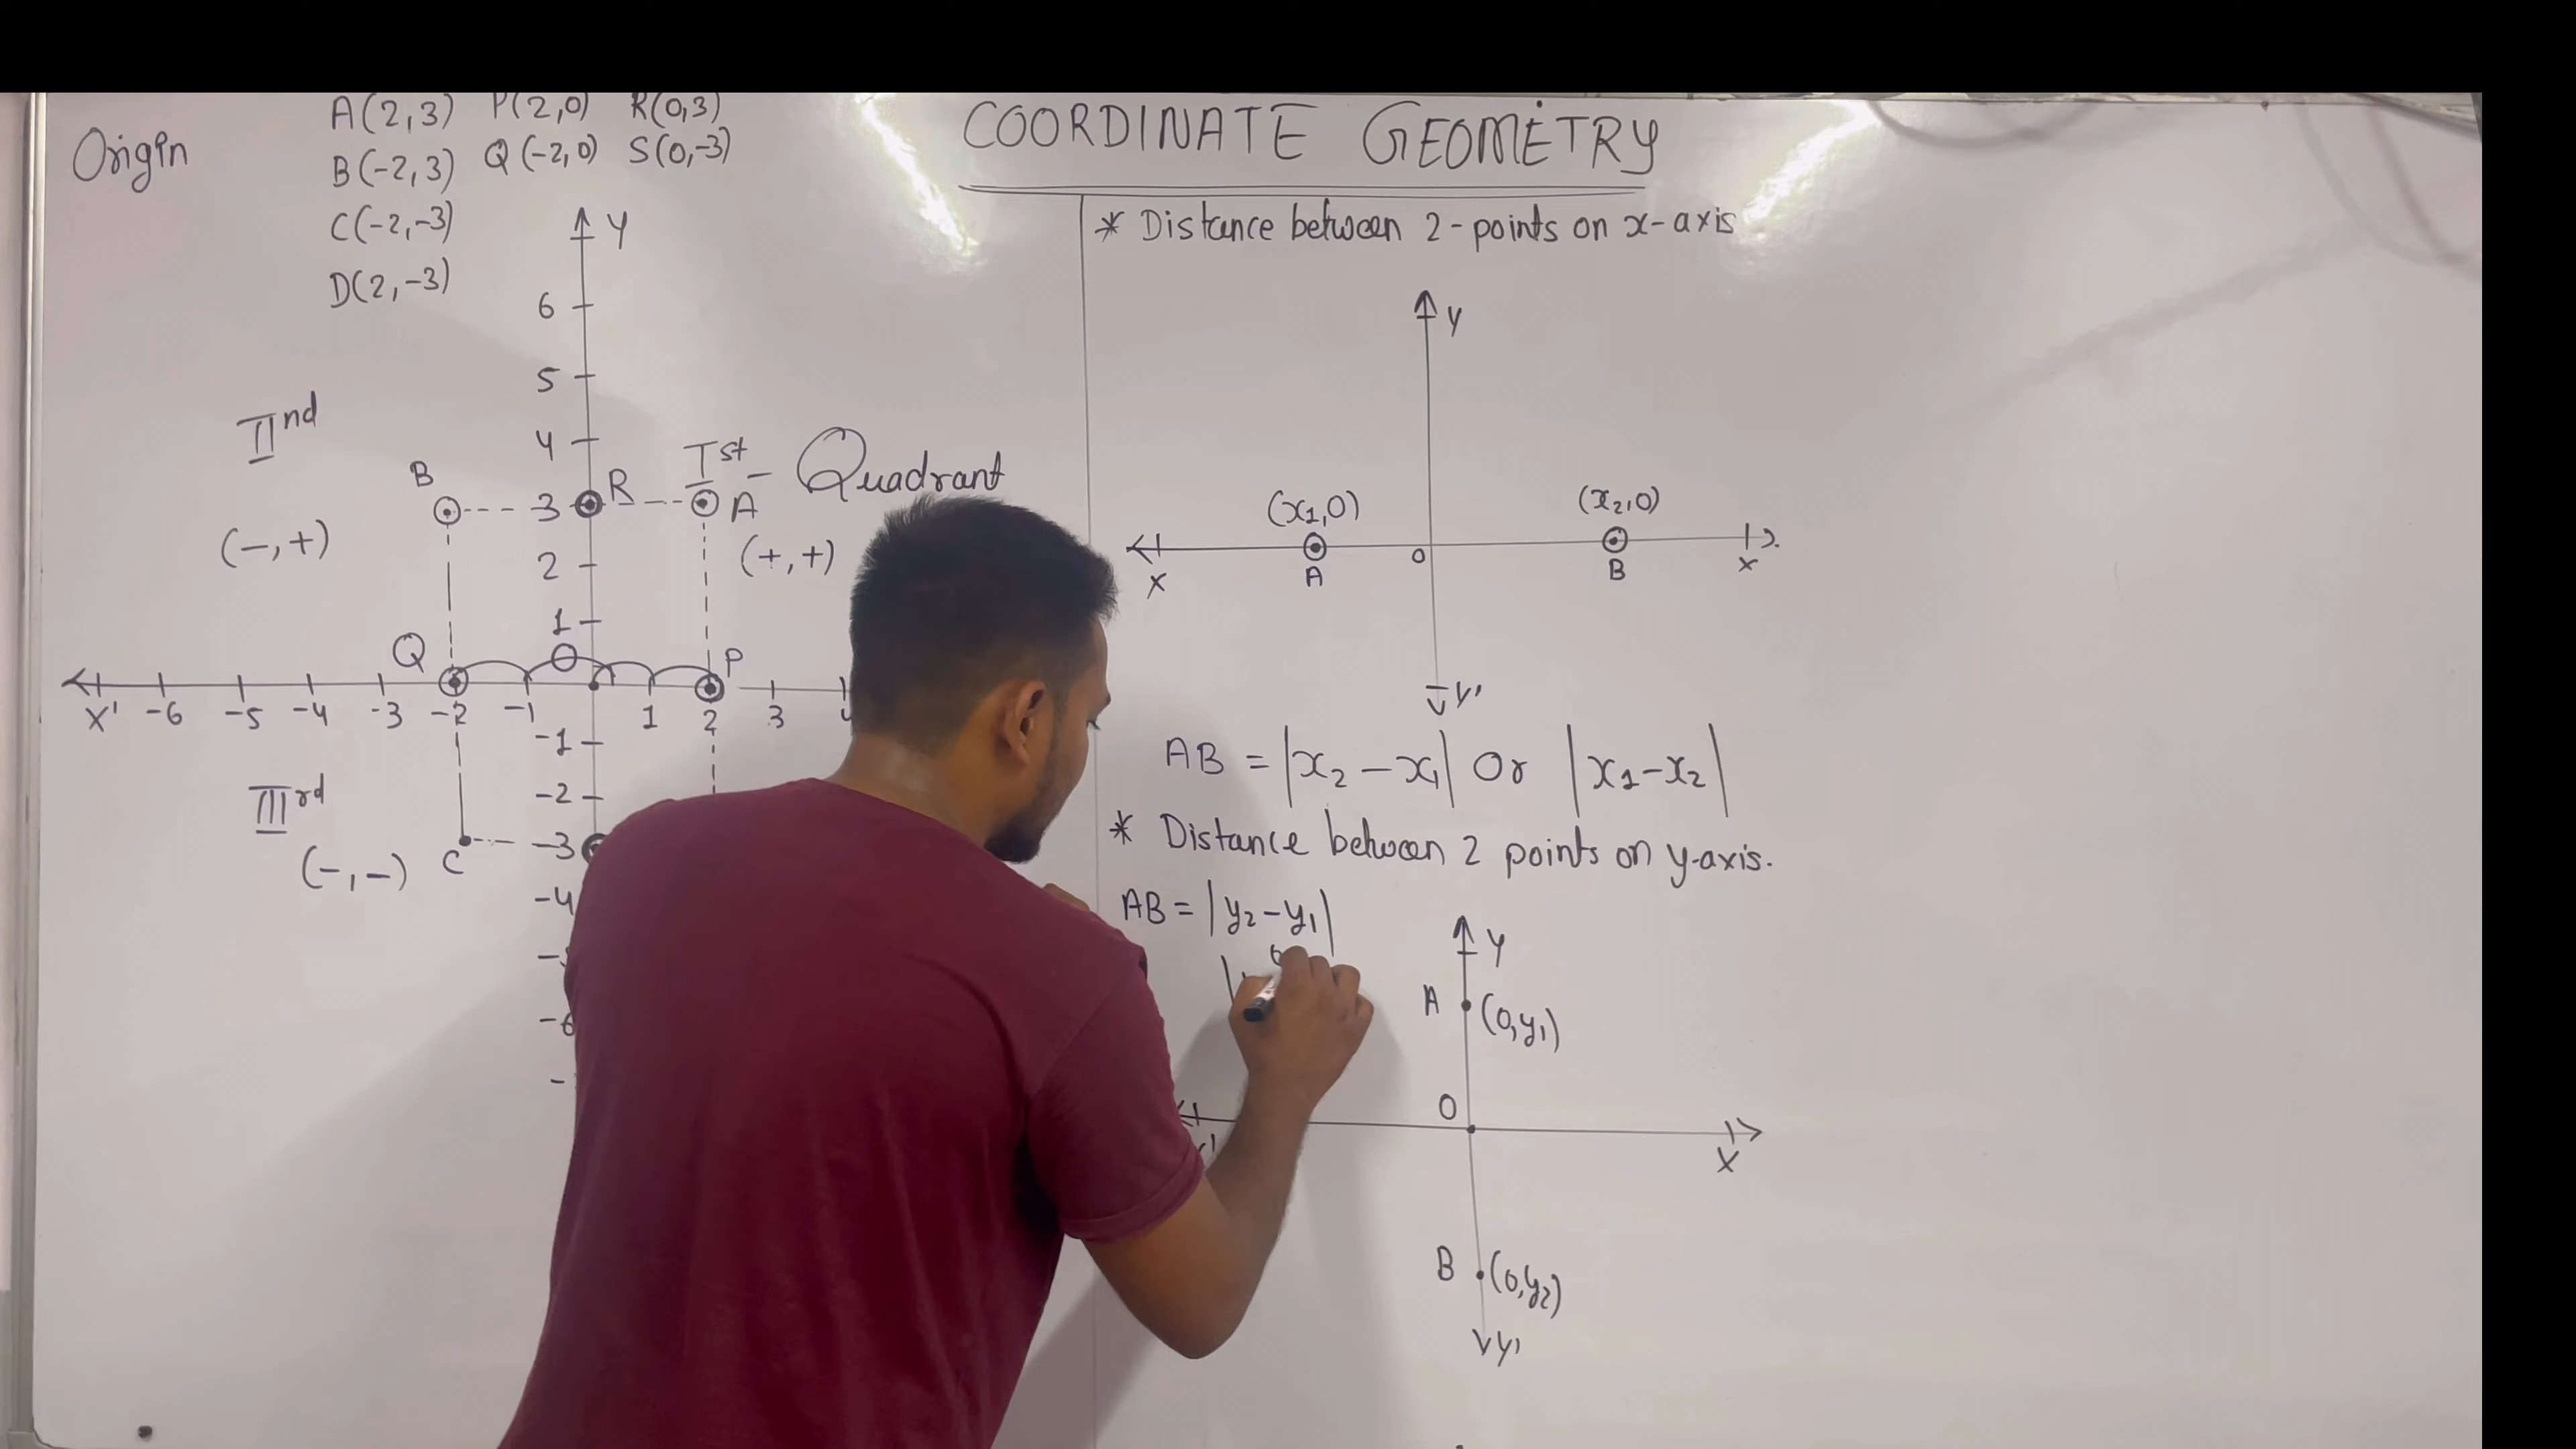 Origin
A(2,3) P(2,0) R(0,3)
B(-2,3) Q(-2,0) S(0,-3)
C(-2,-3)
D(2,-3)
Y
6
5
4
3
2
1
IInd
(-,+)
B
R
Ist - Quadrant
A
(+,+)
Q
O
P
X' -6 -5 -4 -3 -2 -1 1 2 3
-1
-2
-3
-4
IIIrd
(-,-)
C
COORDINATE GEOMETRY
* Distance between 2-points on x-axis
Y
(x1,0) (x2,0)
X A O B X
Y'
AB = |x2 - x1| Or |x1 - x2|
* Distance between 2 points on y-axis.
AB = |y2 - y1|
Y
A (0,y1)
O
X
B (0,y2)
Y'